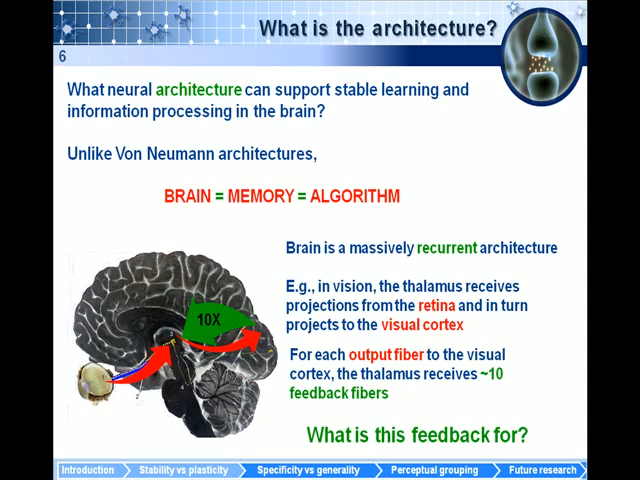 What is the architecture?
6
What neural architecture can support stable learning and
information processing in the brain?
Unlike Von Neumann architectures,
BRAIN = MEMORY = ALGORITHM
Brain is a massively recurrent architecture
E.g., in vision, the thalamus receives
projections from the retina and in turn
projects to the visual cortex
10X
For each output fiber to the visual
cortex, the thalamus receives ~10
feedback fibers
What is this feedback for?
Introduction
Stability vs plasticity
Specificity vs generality
Perceptual grouping
Future research